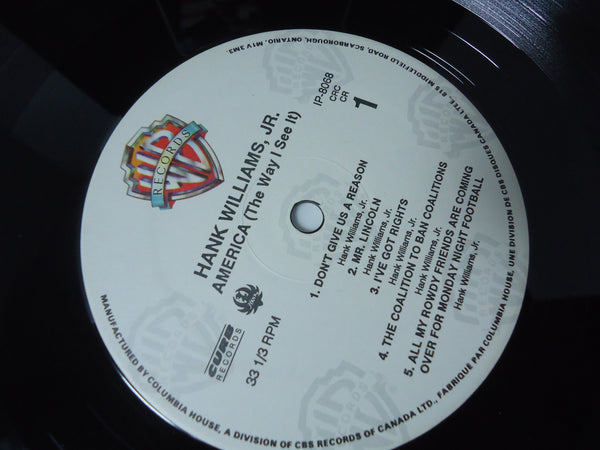 WB
RECORDS
HANK WILLIAMS, JR.
AMERICA (The Way I See It)
IP-8068
CRC
CR
1
CURB
RECORDS
33 1/3 RPM
1. DON'T GIVE US A REASON
Hank Williams, Jr.
2. MR. LINCOLN
Hank Williams, Jr.
3. I'VE GOT RIGHTS
Hank Williams, Jr.
4. THE COALITION TO BAN COALITIONS
Hank Williams, Jr.
5. ALL MY ROWDY FRIENDS ARE COMING
OVER FOR MONDAY NIGHT FOOTBALL
Hank Williams, Jr.
MANUFACTURED BY COLUMBIA HOUSE, A DIVISION OF CBS RECORDS OF CANADA LTD., FABRIQUE PAR COLUMBIA HOUSE, UNE DIVISION DE CBS DISQUES CANADA LTEE., 815 MIDDLEFIELD ROAD, SCARBOROUGH, ONTARIO. M1V 3M3.